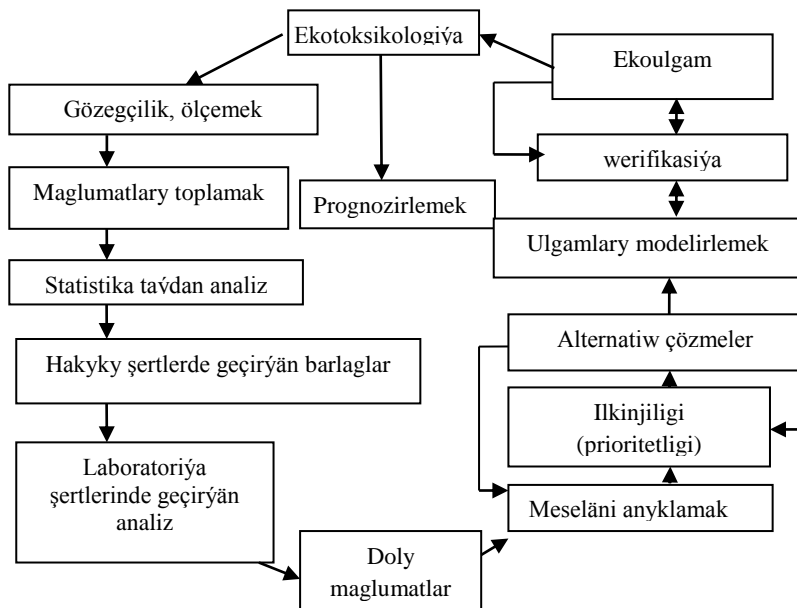 Ekotoksikologiýa
Ekoulgam
Gözegçilik, ölçemek
werifikasiýa
Maglumatlary toplamak
Prognozirlemek
Ulgamlary modelirlemek
Statistika taýdan analiz
Alternatiw çözmeler
Hakyky şertlerde geçirýän barlaglar
Ilkinjiligi
(prioritetligi)
Laboratoriýa
şertlerinde geçirýän
analiz
Meseläni anyklamak
Doly
maglumatlar